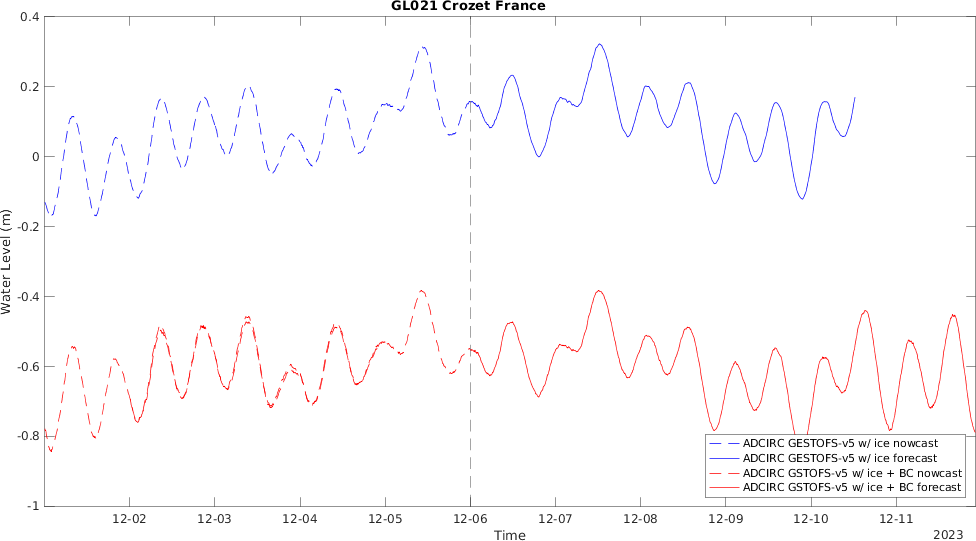 GL021 Crozet France
0.4
0.2
0
-0.2
-0.4
-0.6
-0.8
-1
Water Level (m)
ADCIRC GESTOFS-v5 w/ ice nowcast
ADCIRC GESTOFS-v5 w/ ice forecast
ADCIRC GSTOFS-v5 w/ ice + BC nowcast
ADCIRC GSTOFS-v5 w/ ice + BC forecast
12-02 12-03 12-04 12-05 12-06 12-07 12-08 12-09 12-10 12-11
Time
2023